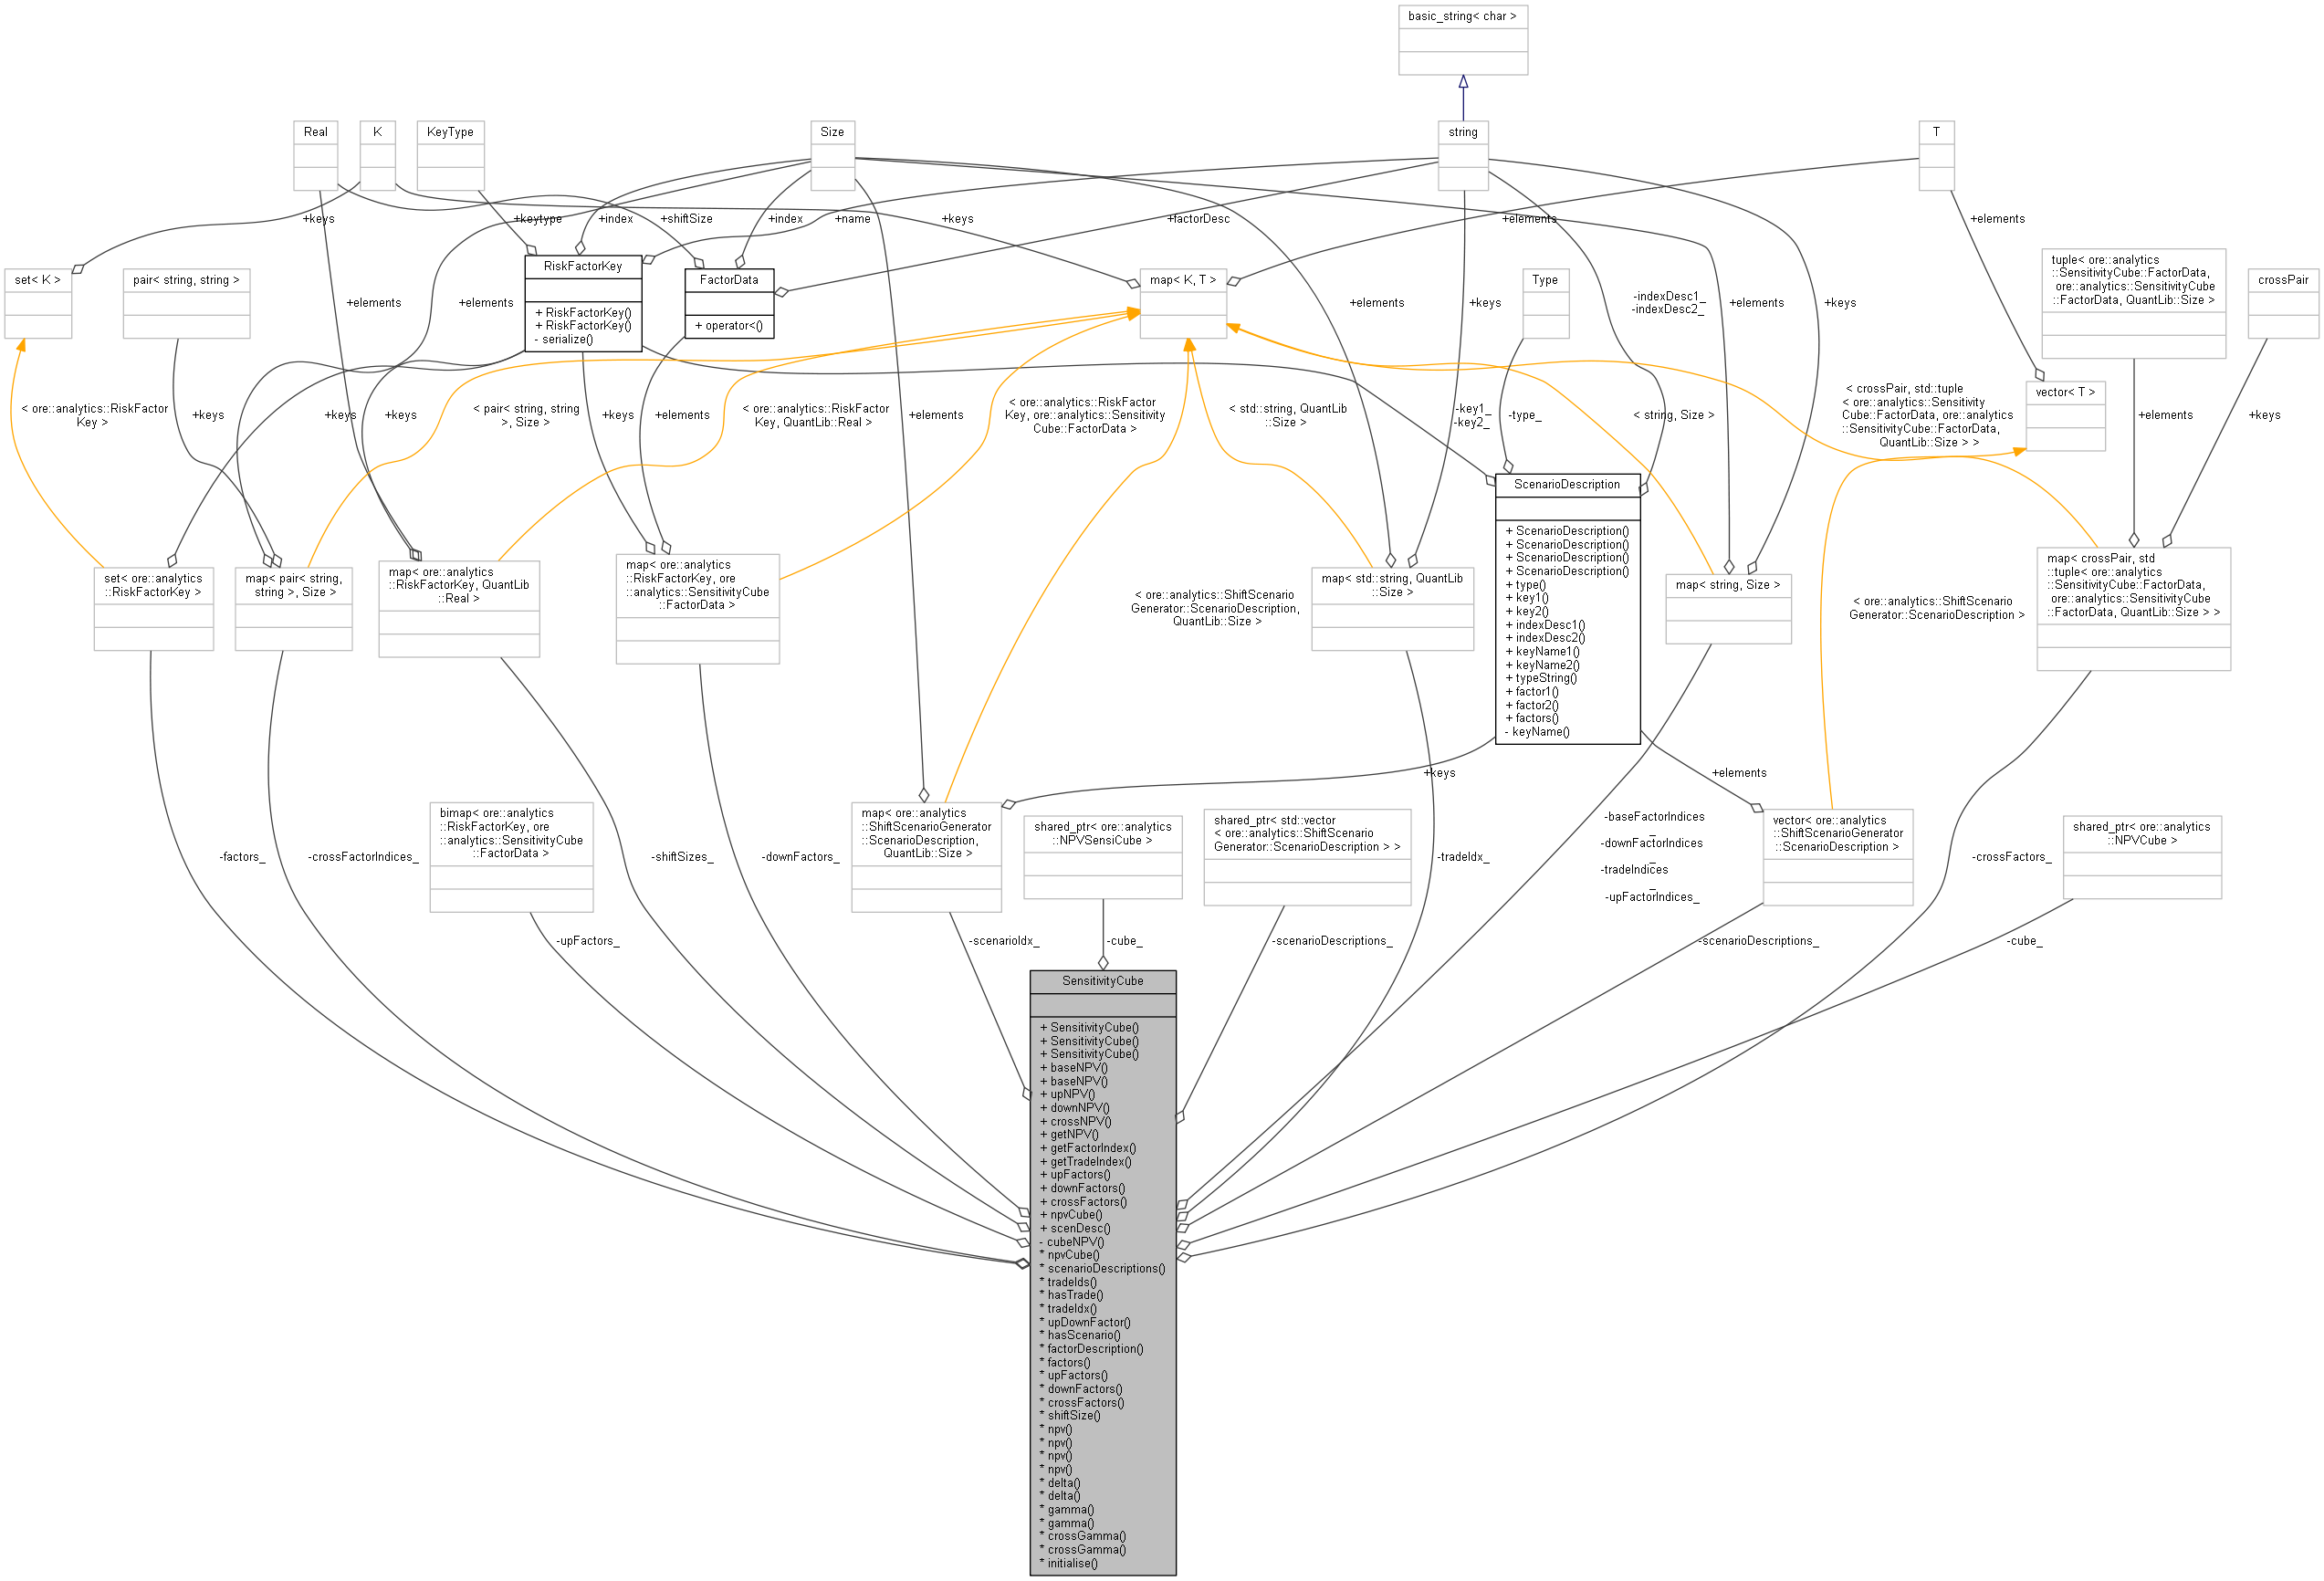 basic_string< char >
Real
K
KeyType
Size
string
T
+keys
+keytype
+index
+shiftSize
+index
+name
+keys
+factorDesc
+elements
+elements
set< K >
pair< string, string >
RiskFactorKey
+ RiskFactorKey()
+ RiskFactorKey()
- serialize()
FactorData
+ operator<()
map< K, T >
Type
tuple< ore::analytics
::SensitivityCube::FactorData,
ore::analytics::SensitivityCube
::FactorData, QuantLib::Size >
crossPair
+elements
+elements
+elements
+keys
-indexDesc1_
-indexDesc2_
+elements
+keys
< ore::analytics::RiskFactor
Key >
+keys
+keys
+keys
< pair< string, string
>, Size >
+keys
+elements
< ore::analytics::RiskFactor
Key, QuantLib::Real >
+elements
< ore::analytics::RiskFactor
Key, ore::analytics::Sensitivity
Cube::FactorData >
< std::string, QuantLib
::Size >
-key1_
-key2_
-type_
< string, Size >
< crossPair, std::tuple
< ore::analytics::Sensitivity
Cube::FactorData, ore::analytics
::SensitivityCube::FactorData,
QuantLib::Size > >
vector< T >
+elements
+keys
ScenarioDescription
+ ScenarioDescription()
+ ScenarioDescription()
+ ScenarioDescription()
+ ScenarioDescription()
+ type()
+ key1()
+ key2()
+ indexDesc1()
+ indexDesc2()
+ keyName1()
+ keyName2()
+ typeString()
+ factor1()
+ factor2()
+ factors()
- keyName()
set< ore::analytics
::RiskFactorKey >
map< pair< string,
string >, Size >
map< ore::analytics
::RiskFactorKey, QuantLib
::Real >
map< ore::analytics
::RiskFactorKey, ore
::analytics::SensitivityCube
::FactorData >
< ore::analytics::ShiftScenario
Generator::ScenarioDescription,
QuantLib::Size >
map< std::string, QuantLib
::Size >
map< string, Size >
< ore::analytics::ShiftScenario
Generator::ScenarioDescription >
map< crossPair, std
::tuple< ore::analytics
::SensitivityCube::FactorData,
ore::analytics::SensitivityCube
::FactorData, QuantLib::Size > >
+keys
+elements
-factors_
-crossFactorIndices_
bimap< ore::analytics
::RiskFactorKey, ore
::analytics::SensitivityCube
::FactorData >
-shiftSizes_
-downFactors_
map< ore::analytics
::ShiftScenarioGenerator
::ScenarioDescription,
QuantLib::Size >
shared_ptr< ore::analytics
::NPVSensiCube >
shared_ptr< std::vector
< ore::analytics::ShiftScenario
Generator::ScenarioDescription > >
-tradeIdx_
-baseFactorIndices
_
-downFactorIndices
_
-tradeIndices
_
-upFactorIndices_
vector< ore::analytics
::ShiftScenarioGenerator
::ScenarioDescription >
-crossFactors_
shared_ptr< ore::analytics
::NPVCube >
-upFactors_
-scenarioIdx_
-cube_
-scenarioDescriptions_
-scenarioDescriptions_
-cube_
SensitivityCube
+ SensitivityCube()
+ SensitivityCube()
+ SensitivityCube()
+ baseNPV()
+ baseNPV()
+ upNPV()
+ downNPV()
+ crossNPV()
+ getNPV()
+ getFactorIndex()
+ getTradeIndex()
+ upFactors()
+ downFactors()
+ crossFactors()
+ npvCube()
+ scenDesc()
- cubeNPV()
* npvCube()
* scenarioDescriptions()
* tradeIds()
* hasTrade()
* tradeIdx()
* upDownFactor()
* hasScenario()
* factorDescription()
* factors()
* upFactors()
* downFactors()
* crossFactors()
* shiftSize()
* npv()
* npv()
* npv()
* npv()
* delta()
* delta()
* gamma()
* gamma()
* crossGamma()
* crossGamma()
* initialise()